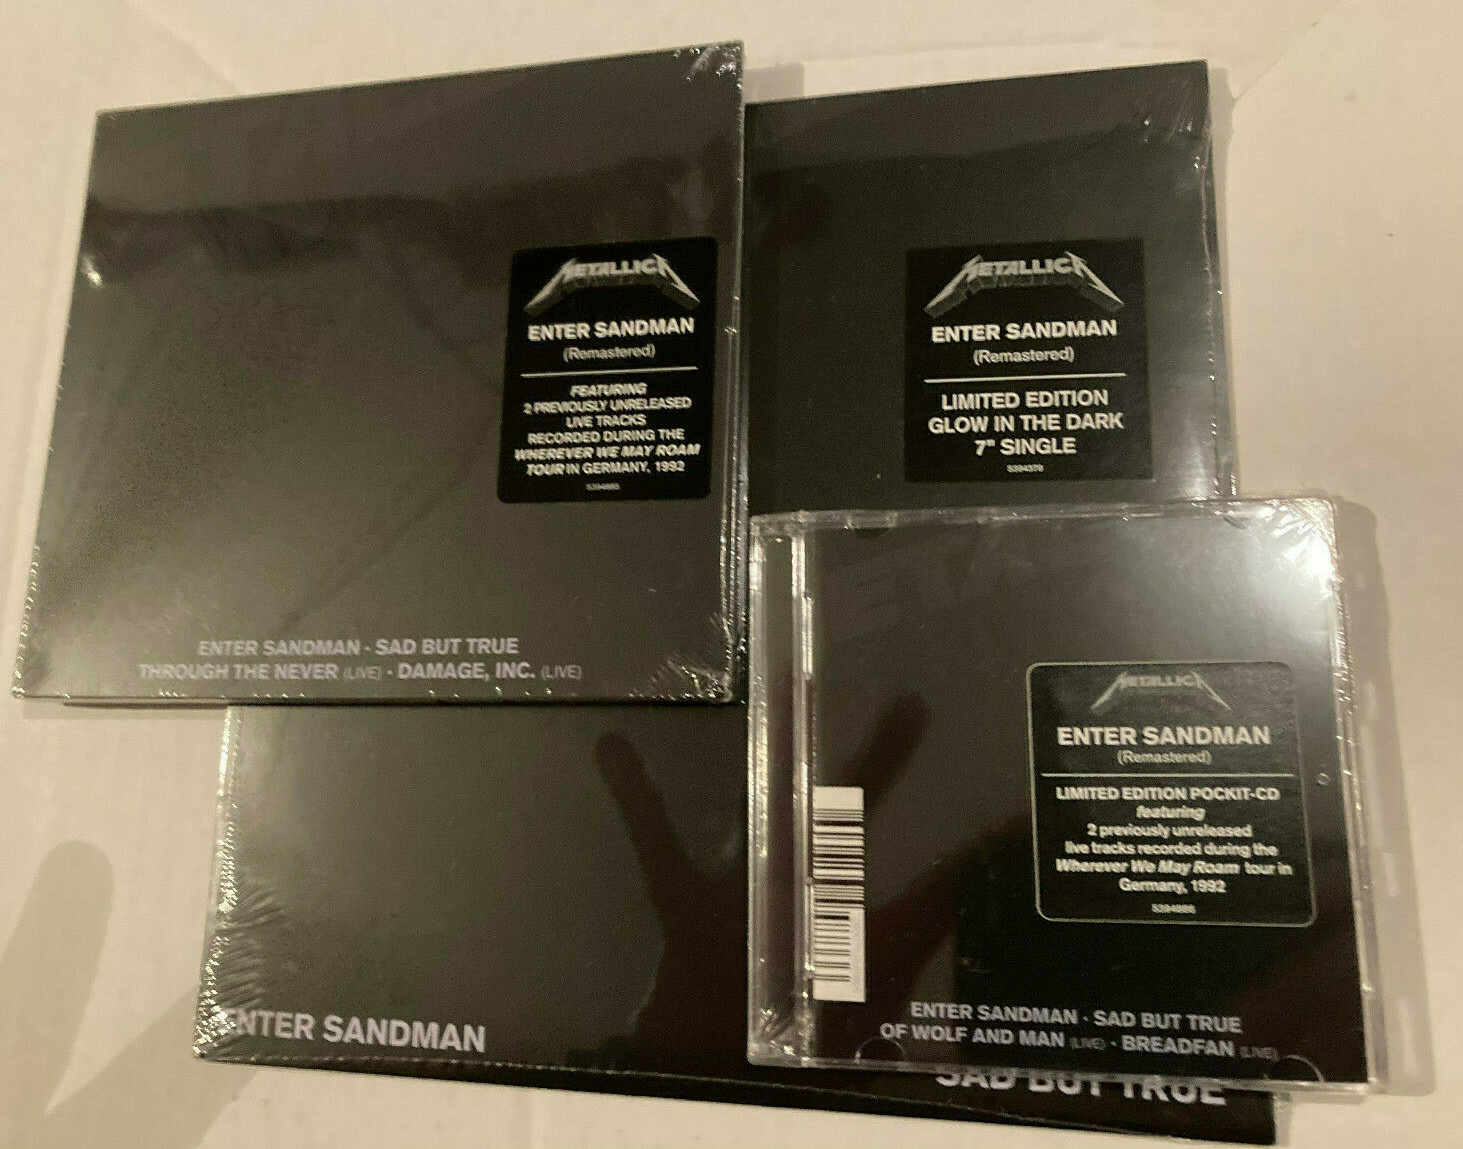 METALLICA
ENTER SANDMAN
(Remastered)
FEATURING
2 PREVIOUSLY UNRELEASED
LIVE TRACKS
RECORDED DURING THE
WHEREVER WE MAY ROAM
TOUR IN GERMANY, 1992
ENTER SANDMAN · SAD BUT TRUE
THROUGH THE NEVER (LIVE) · DAMAGE, INC. (LIVE)
METALLICA
ENTER SANDMAN
(Remastered)
LIMITED EDITION
GLOW IN THE DARK
7" SINGLE
5394379
METALLICA
ENTER SANDMAN
(Remastered)
LIMITED EDITION POCKIT-CD
featuring
2 previously unreleased
live tracks recorded during the
Wherever We May Roam tour in
Germany, 1992
ENTER SANDMAN · SAD BUT TRUE
OF WOLF AND MAN (LIVE) · BREADFAN (LIVE)
ENTER SANDMAN
SAD BUT TRUE